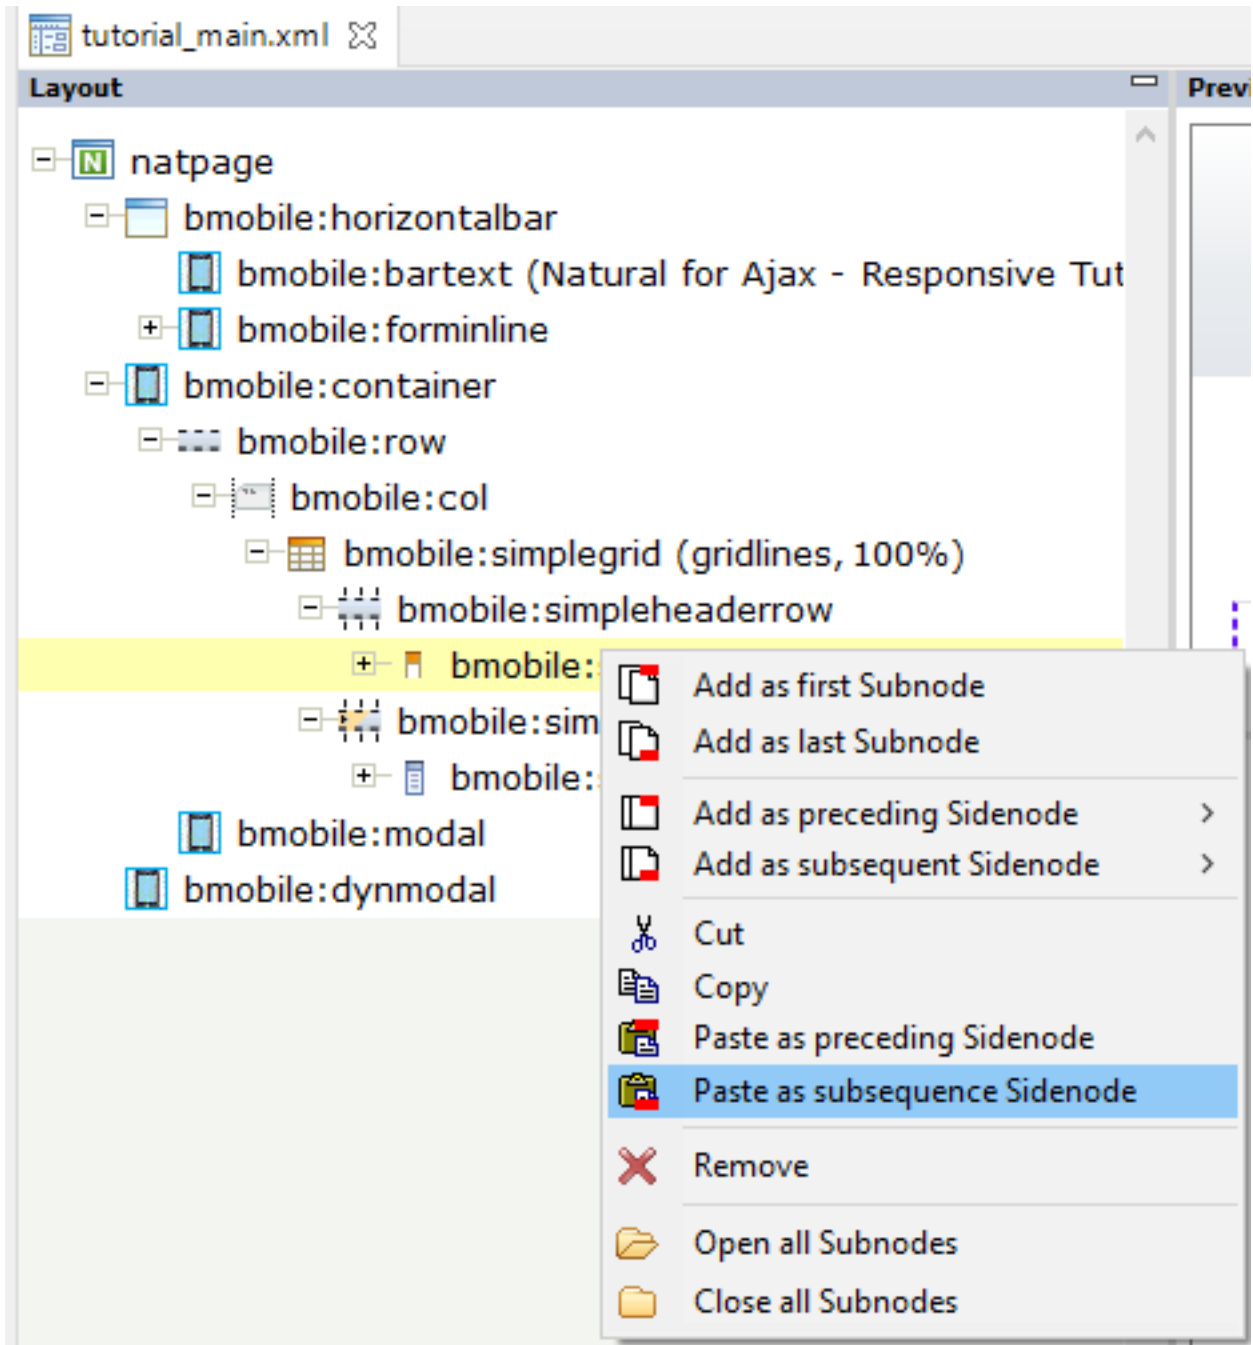 tutorial_main.xml
Layout
natpage
bmobile:horizontalbar
bmobile:bartext (Natural for Ajax - Responsive Tut
bmobile:forminline
bmobile:container
bmobile:row
bmobile:col
bmobile:simplegrid (gridlines, 100%)
bmobile:simpleheaderrow
bmobile:
bmobile:sim
bmobile:
bmobile:modal
bmobile:dynmodal
Previ
Add as first Subnode
Add as last Subnode
Add as preceding Sidenode
Add as subsequent Sidenode
Cut
Copy
Paste as preceding Sidenode
Paste as subsequence Sidenode
Remove
Open all Subnodes
Close all Subnodes